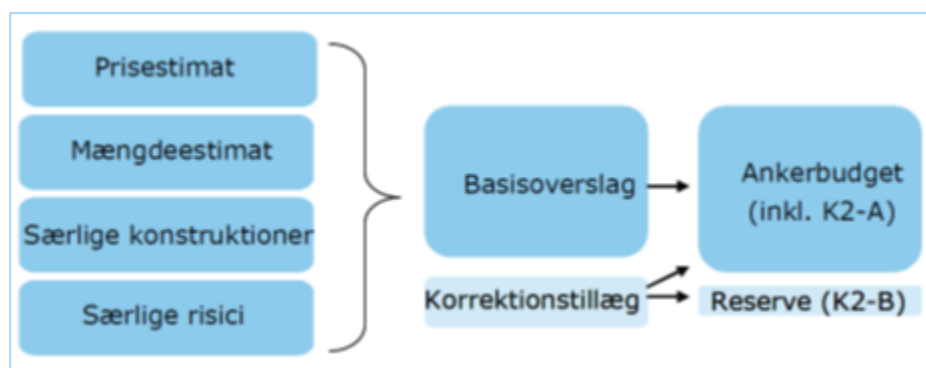 Prisestimat
Mængdeestimat
Særlige konstruktioner
Særlige risici
Basisoverslag
Korrektionstillæg
Ankerbudget
(inkl. K2-A)
Reserve (K2-B)